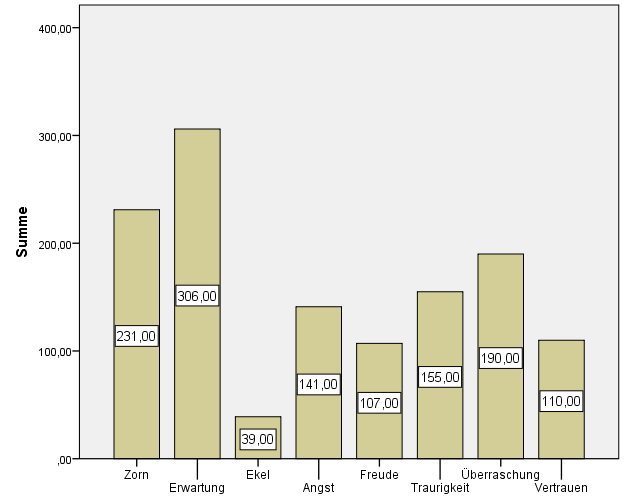 400,00
300,00
200,00
100,00
,00
Summe
231,00
306,00
39,00
141,00
107,00
155,00
190,00
110,00
Zorn
Erwartung
Ekel
Angst
Freude
Traurigkeit
Überraschung
Vertrauen